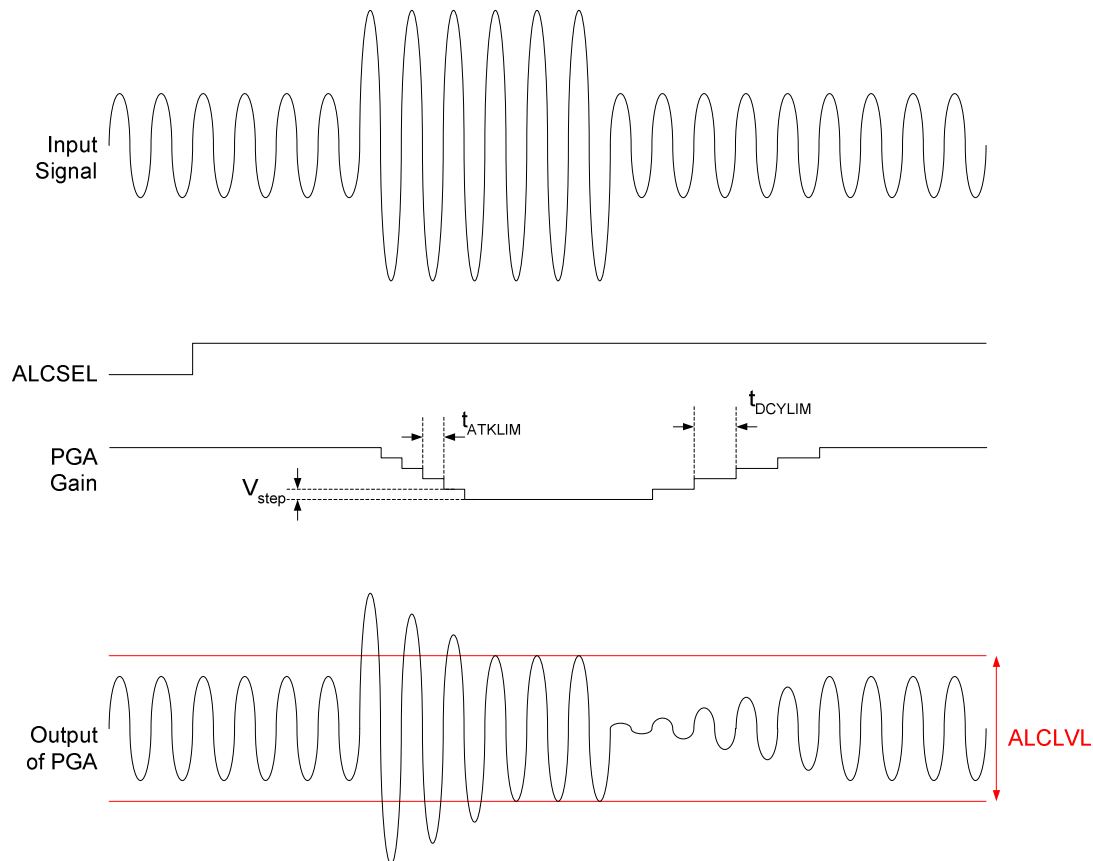 Input
Signal
ALCSEL
tATKLIM
tDCYLIM
PGA
Gain
Vstep
Output
of PGA
ALCLVL